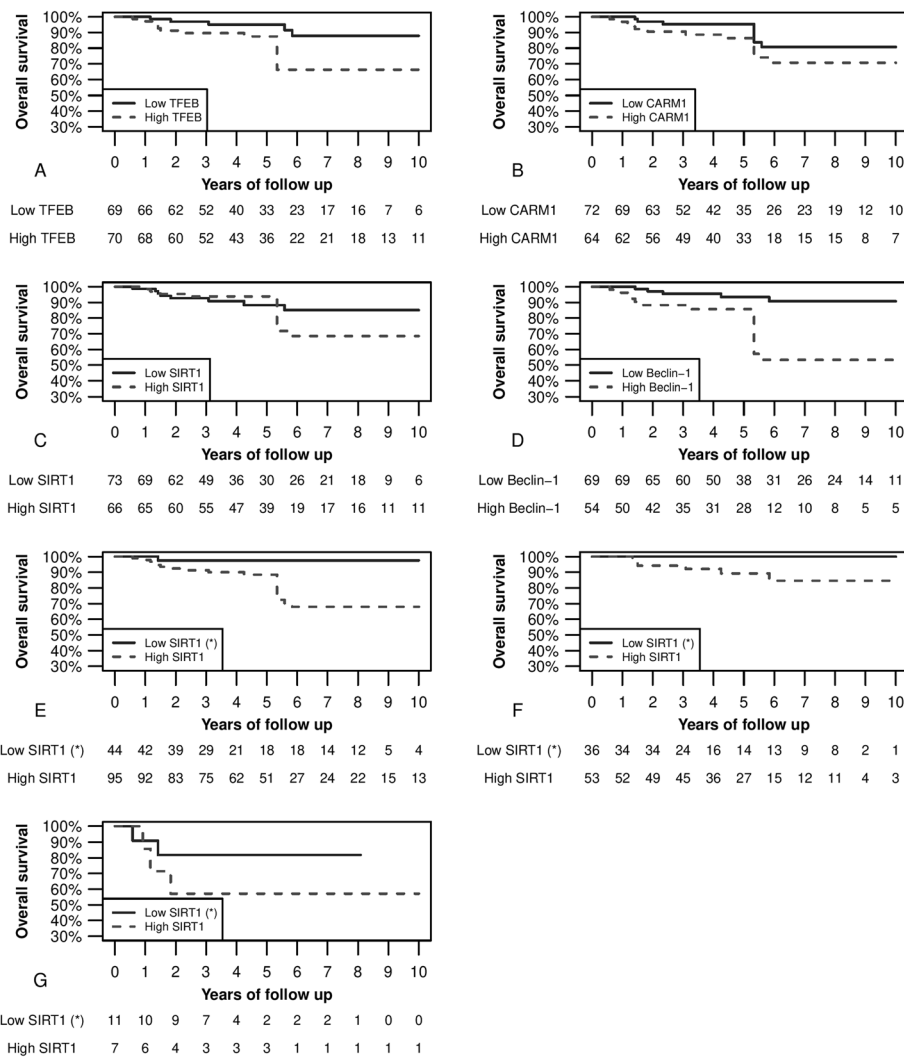 100%
90%
80%
70%
60%
50%
40%
30%
Overall survival
Low TFEB
High TFEB
0 1 2 3 4 5 6 7 8 9 10
A
Years of follow up
Low TFEB 69 66 62 52 40 33 23 17 16 7 6
High TFEB 70 68 60 52 43 36 22 21 18 13 11
100%
90%
80%
70%
60%
50%
40%
30%
Overall survival
Low CARM1
High CARM1
0 1 2 3 4 5 6 7 8 9 10
B
Years of follow up
Low CARM1 72 69 63 52 42 35 26 23 19 12 10
High CARM1 64 62 56 49 40 33 18 15 15 8 7
100%
90%
80%
70%
60%
50%
40%
30%
Overall survival
Low SIRT1
High SIRT1
0 1 2 3 4 5 6 7 8 9 10
C
Years of follow up
Low SIRT1 73 69 62 49 36 30 26 21 18 9 6
High SIRT1 66 65 60 55 47 39 19 17 16 11 11
100%
90%
80%
70%
60%
50%
40%
30%
Overall survival
Low Beclin−1
High Beclin−1
0 1 2 3 4 5 6 7 8 9 10
D
Years of follow up
Low Beclin−1 69 69 65 60 50 38 31 26 24 14 11
High Beclin−1 54 50 42 35 31 28 12 10 8 5 5
100%
90%
80%
70%
60%
50%
40%
30%
Overall survival
Low SIRT1 (*)
High SIRT1
0 1 2 3 4 5 6 7 8 9 10
E
Years of follow up
Low SIRT1 (*) 44 42 39 29 21 18 18 14 12 5 4
High SIRT1 95 92 83 75 62 51 27 24 22 15 13
100%
90%
80%
70%
60%
50%
40%
30%
Overall survival
Low SIRT1 (*)
High SIRT1
0 1 2 3 4 5 6 7 8 9 10
F
Years of follow up
Low SIRT1 (*) 36 34 34 24 16 14 13 9 8 2 1
High SIRT1 53 52 49 45 36 27 15 12 11 4 3
100%
90%
80%
70%
60%
50%
40%
30%
Overall survival
Low SIRT1 (*)
High SIRT1
0 1 2 3 4 5 6 7 8 9 10
G
Years of follow up
Low SIRT1 (*) 11 10 9 7 4 2 2 2 1 0 0
High SIRT1 7 6 4 3 3 3 1 1 1 1 1